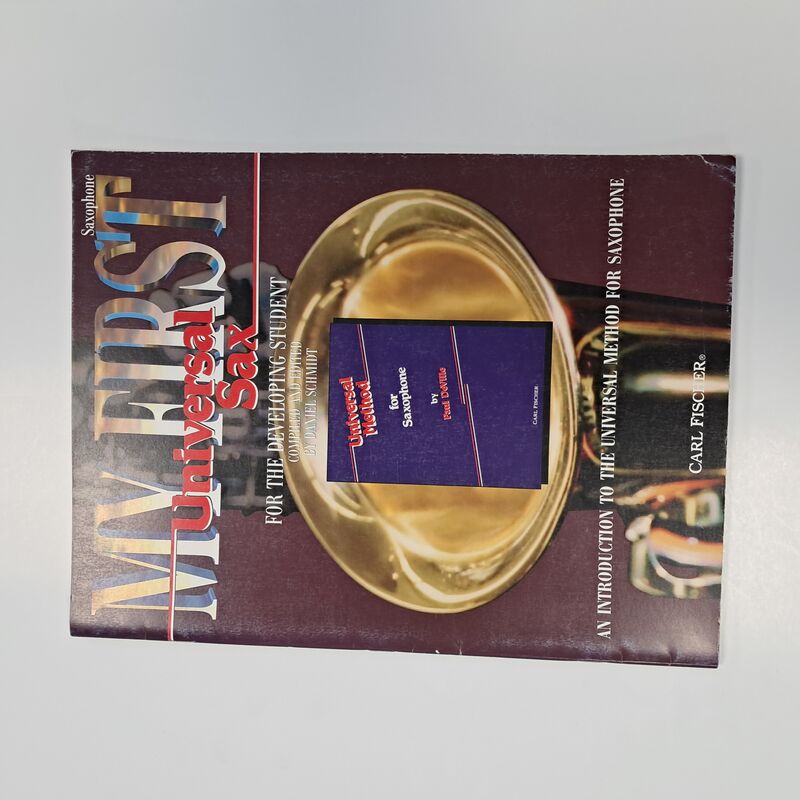 Saxophone
MY FIRST
Universal
Sax
FOR THE DEVELOPING STUDENT
COMPILED AND EDITED
BY DANIEL SCHMIDT
Universal
Method
for
Saxophone
by
Paul DeVille
CARL FISCHER
AN INTRODUCTION TO THE UNIVERSAL METHOD FOR SAXOPHONE
CARL FISCHER®